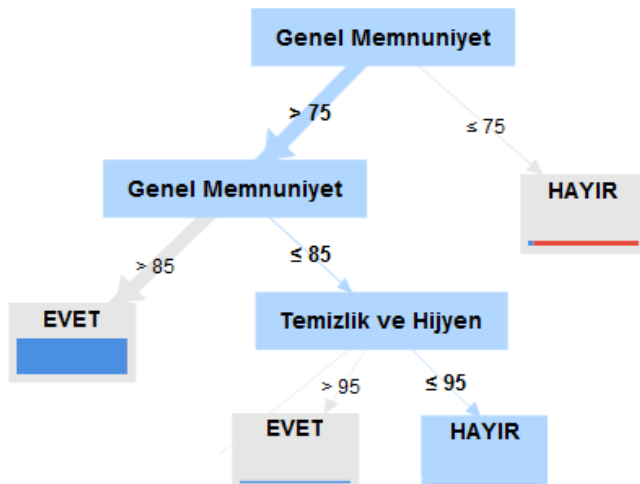 Genel Memnuniyet
> 75
≤ 75
Genel Memnuniyet
HAYIR
> 85
≤ 85
EVET
Temizlik ve Hijyen
> 95
≤ 95
EVET
HAYIR